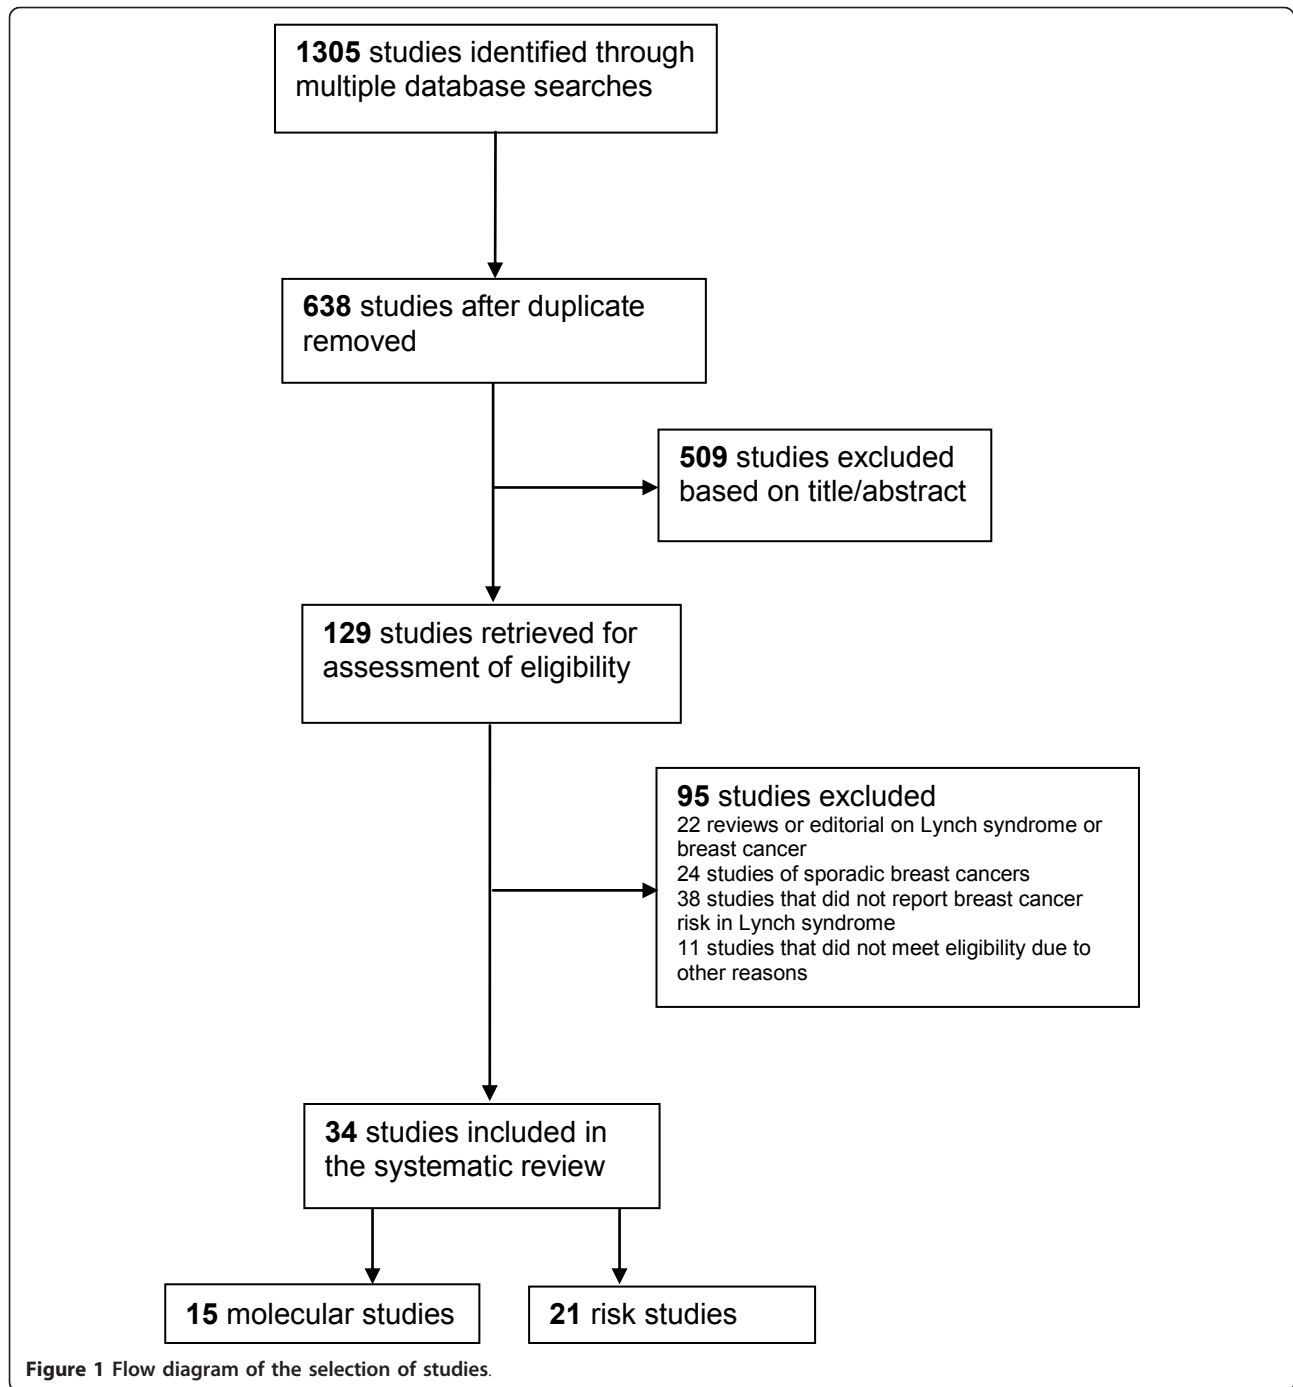 1305 studies identified through
multiple database searches
638 studies after duplicate
removed
509 studies excluded
based on title/abstract
129 studies retrieved for
assessment of eligibility
95 studies excluded
22 reviews or editorial on Lynch syndrome or
breast cancer
24 studies of sporadic breast cancers
38 studies that did not report breast cancer
risk in Lynch syndrome
11 studies that did not meet eligibility due to
other reasons
34 studies included in
the systematic review
15 molecular studies
21 risk studies
Figure 1 Flow diagram of the selection of studies.